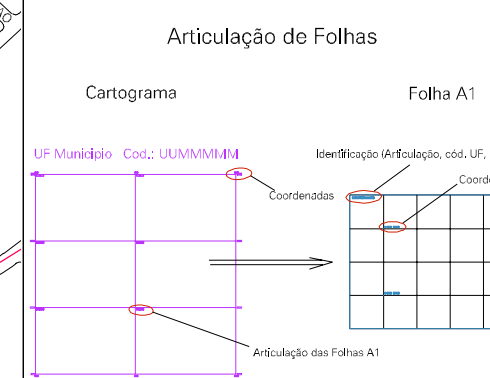 Articulação de Folhas
Cartograma
Folha A1
UF Municipio Cod.: UUMMMMM
Identificação (Articulação, cód. UF,
Coordenadas
Articulação das Folhas A1